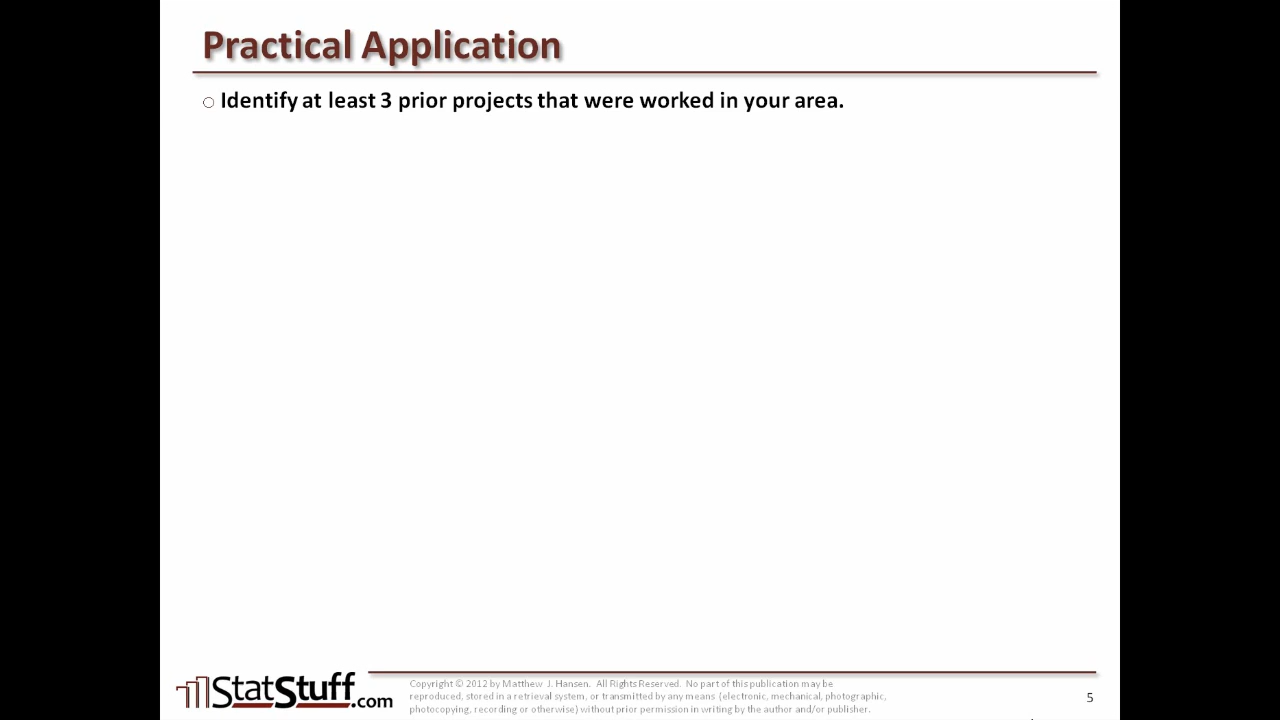 Practical Application
Identify at least 3 prior projects that were worked in your area.
StatStuff.com
Copyright © 2012 by Matthew J. Hansen. All Rights Reserved. No part of this publication may be
reproduced, stored in a retrieval system, or transmitted by any means (electronic, mechanical, photographic,
photocopying, recording or otherwise) without prior permission in writing by the author and/or publisher.
5